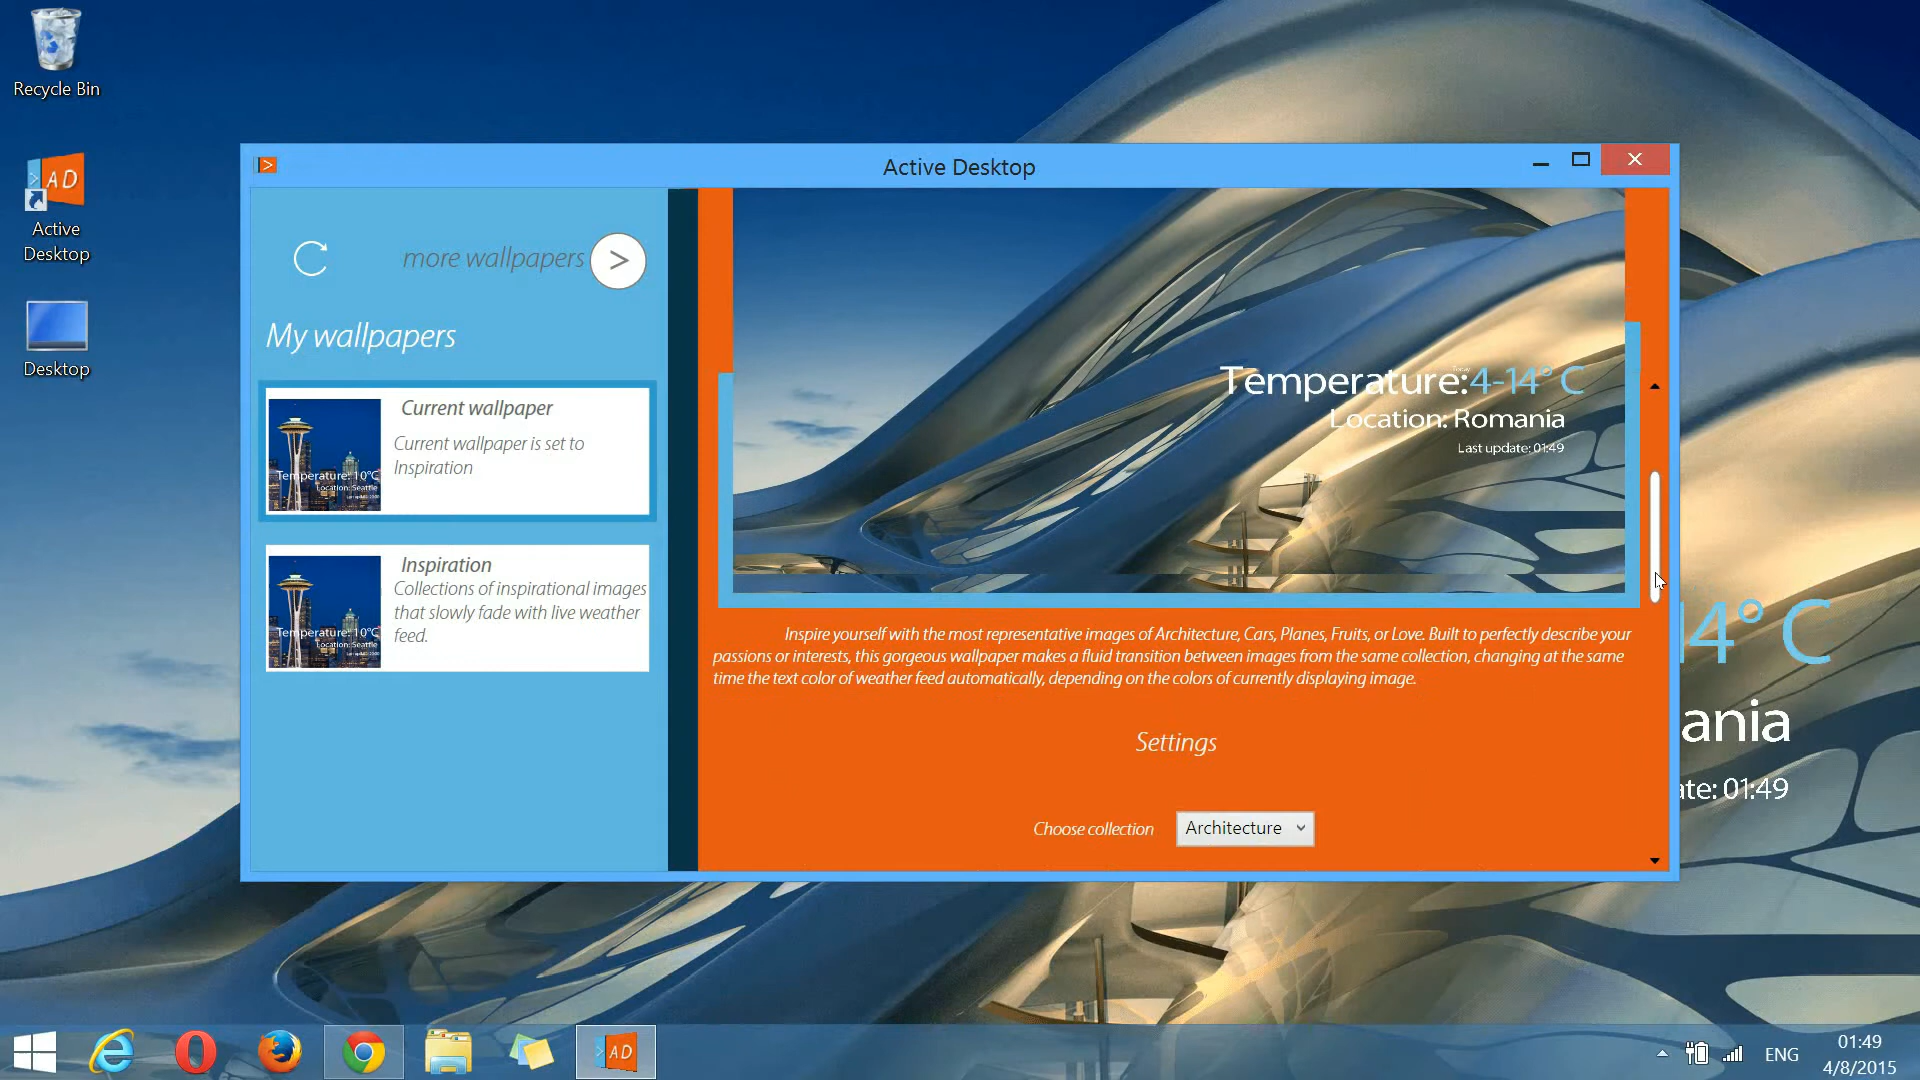 Recycle Bin
AD
Active
Desktop
Desktop
Active Desktop
more wallpapers
My wallpapers
Current wallpaper
Current wallpaper is set to
Inspiration
Temperature: 10°C
Location: Seattle
Inspiration
Collections of inspirational images
that slowly fade with live weather
feed.
Temperature: 10°C
Location: Seattle
Today
Temperature:4-14° C
Location: Romania
Last update: 01:49
Inspire yourself with the most representative images of Architecture, Cars, Planes, Fruits, or Love. Built to perfectly describe your
passions or interests, this gorgeous wallpaper makes a fluid transition between images from the same collection, changing at the same
time the text color of weather feed automatically, depending on the colors of currently displaying image.
Settings
Choose collection
Architecture
14° C
ania
ate: 01:49
AD
ENG
01:49
4/8/2015